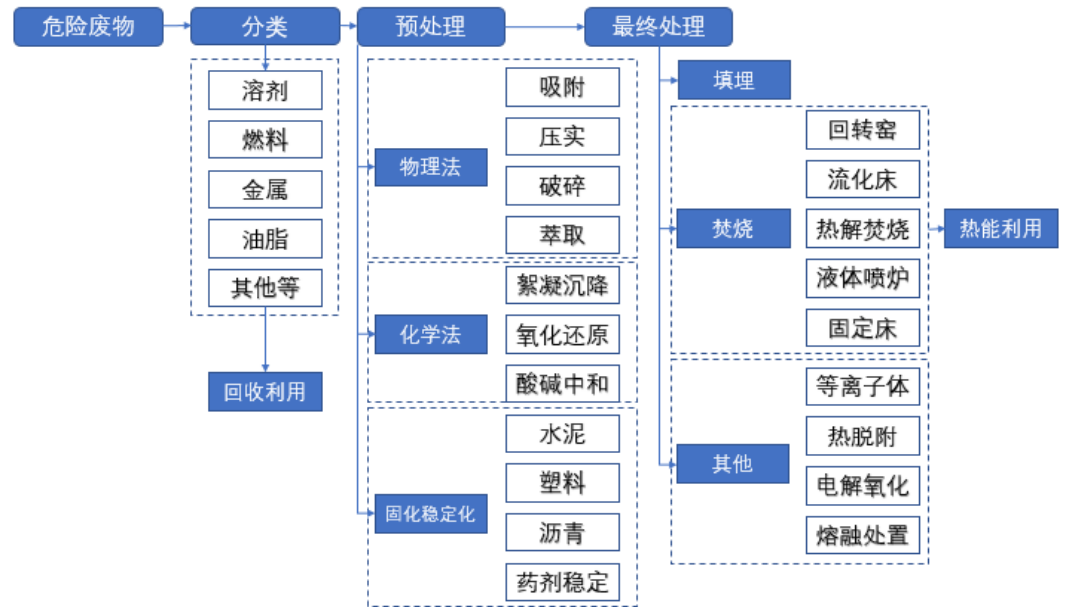 危险废物
分类
预处理
最终处理
溶剂
燃料
金属
油脂
其他等
回收利用
物理法
吸附
压实
破碎
萃取
化学法
絮凝沉降
氧化还原
酸碱中和
固化稳定化
水泥
塑料
沥青
药剂稳定
填埋
焚烧
回转窑
流化床
热解焚烧
液体喷炉
固定床
热能利用
其他
等离子体
热脱附
电解氧化
熔融处置